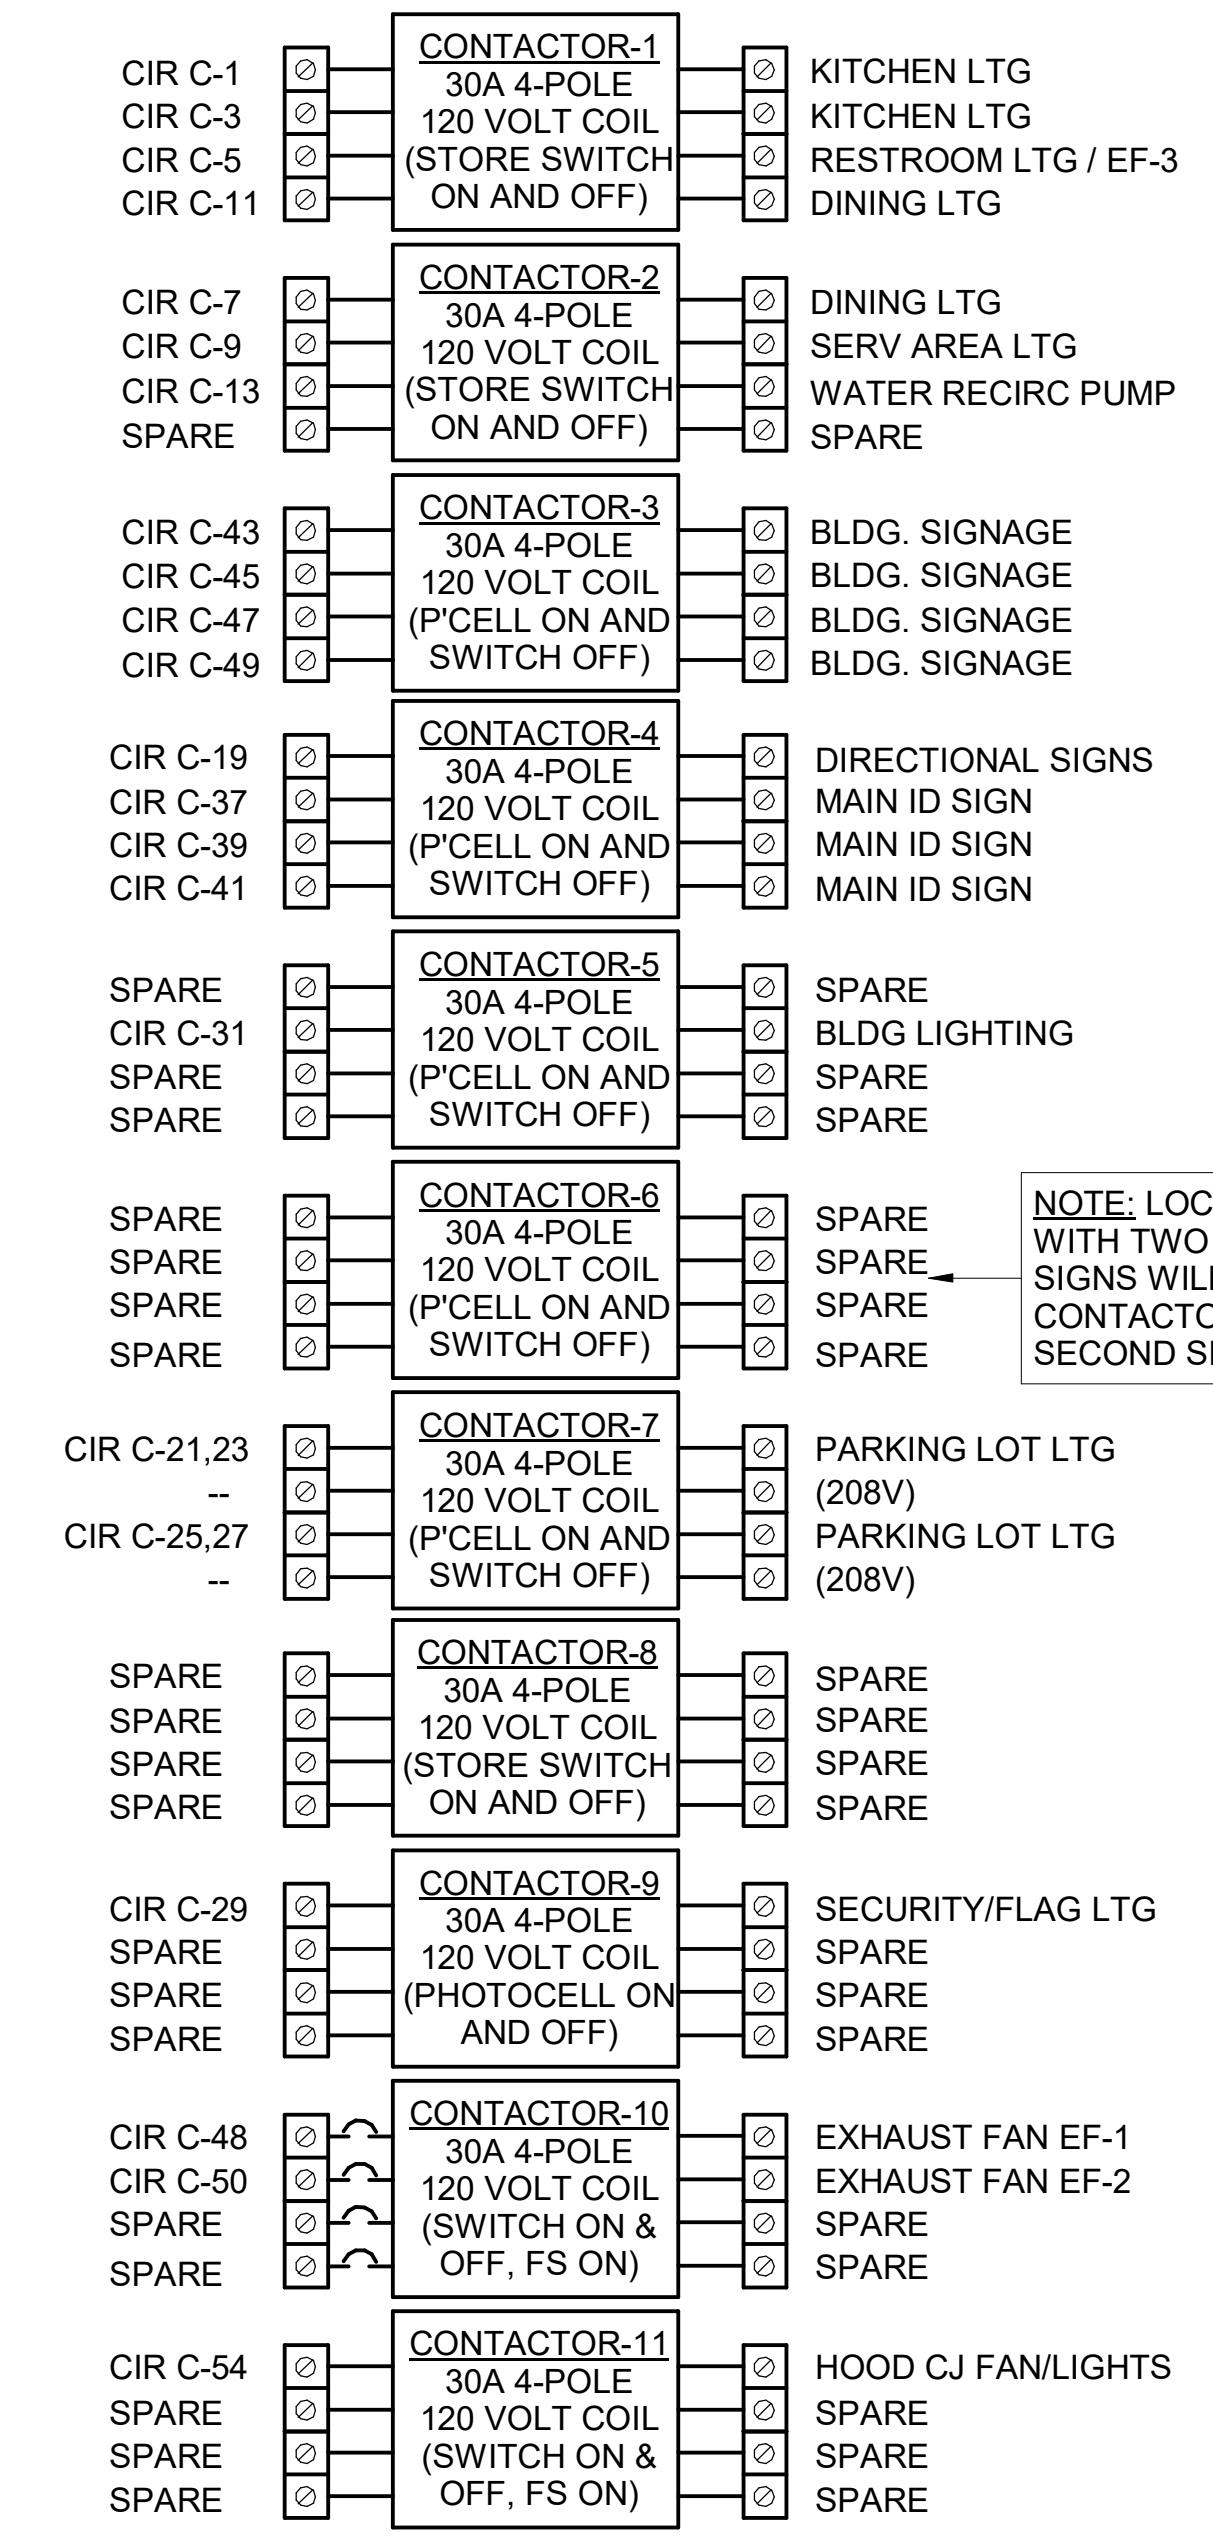 CONTACTOR-1
30A 4-POLE
120 VOLT COIL
(STORE SWITCH
ON AND OFF)
CIR C-1
CIR C-3
CIR C-5
CIR C-11
KITCHEN LTG
KITCHEN LTG
RESTROOM LTG / EF-3
DINING LTG
CONTACTOR-2
30A 4-POLE
120 VOLT COIL
(STORE SWITCH
ON AND OFF)
CIR C-7
CIR C-9
CIR C-13
SPARE
DINING LTG
SERV AREA LTG
WATER RECIRC PUMP
SPARE
CONTACTOR-3
30A 4-POLE
120 VOLT COIL
(P'CELL ON AND
SWITCH OFF)
CIR C-43
CIR C-45
CIR C-47
CIR C-49
BLDG. SIGNAGE
BLDG. SIGNAGE
BLDG. SIGNAGE
BLDG. SIGNAGE
CONTACTOR-4
30A 4-POLE
120 VOLT COIL
(P'CELL ON AND
SWITCH OFF)
CIR C-19
CIR C-37
CIR C-39
CIR C-41
DIRECTIONAL SIGNS
MAIN ID SIGN
MAIN ID SIGN
MAIN ID SIGN
CONTACTOR-5
30A 4-POLE
120 VOLT COIL
(P'CELL ON AND
SWITCH OFF)
SPARE
CIR C-31
SPARE
SPARE
SPARE
BLDG LIGHTING
SPARE
SPARE
CONTACTOR-6
30A 4-POLE
120 VOLT COIL
(P'CELL ON AND
SWITCH OFF)
SPARE
SPARE
SPARE
SPARE
SPARE
SPARE
SPARE
SPARE
NOTE:
WITH TWO
SIGNS
SECOND
CONTACTOR-7
30A 4-POLE
120 VOLT COIL
(P'CELL ON AND
SWITCH OFF)
CIR C-21,23
--
CIR C-25,27
--
PARKING LOT LTG
(208V)
PARKING LOT LTG
(208V)
CONTACTOR-8
30A 4-POLE
120 VOLT COIL
(STORE SWITCH
ON AND OFF)
SPARE
SPARE
SPARE
SPARE
SPARE
SPARE
SPARE
SPARE
CONTACTOR-9
30A 4-POLE
120 VOLT COIL
(PHOTOCELL ON
AND OFF)
CIR C-29
SPARE
SPARE
SPARE
SECURITY/FLAG LTG
SPARE
SPARE
SPARE
CONTACTOR-10
30A 4-POLE
120 VOLT COIL
(SWITCH ON &
OFF, FS ON)
CIR C-48
CIR C-50
SPARE
SPARE
EXHAUST FAN EF-1
EXHAUST FAN EF-2
SPARE
SPARE
CONTACTOR-11
30A 4-POLE
120 VOLT COIL
(SWITCH ON &
OFF, FS ON)
CIR C-54
SPARE
SPARE
SPARE
HOOD CJ FAN/LIGHTS
SPARE
SPARE
SPARE